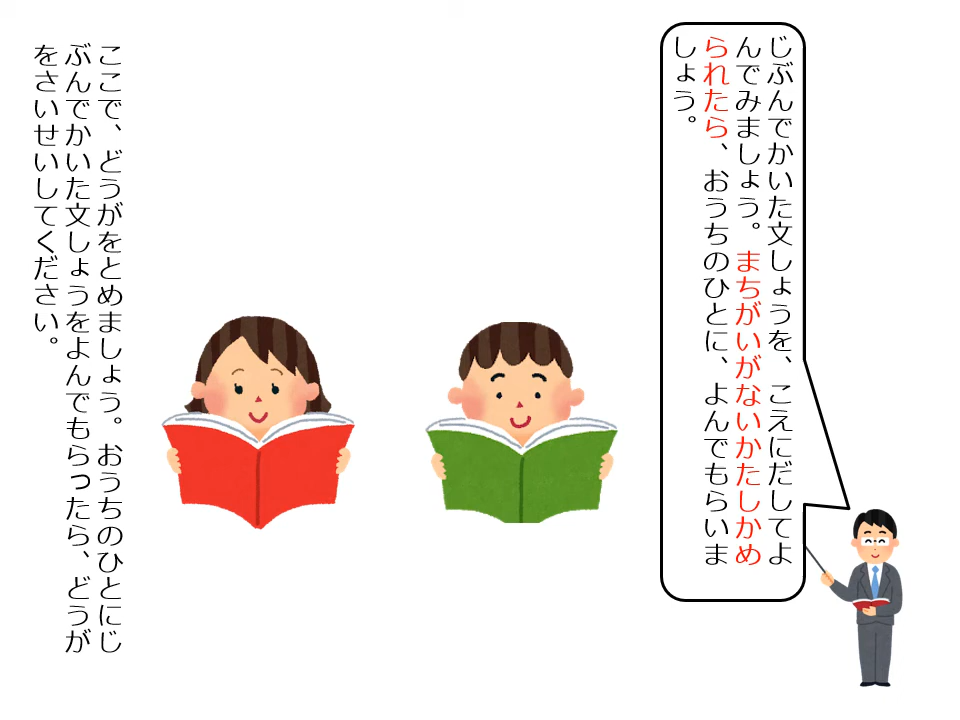 じぶんでかいた文しょうを、こえにだしてよ
んでみましょう。まちがいがないかたしかめ
られたら、おうちのひとに、よんでもらいま
しょう。
ここで、どうがをとめましょう。おうちのひとにじ
ぶんでかいた文しょうをよんでもらったら、どうが
をさいせいしてください。